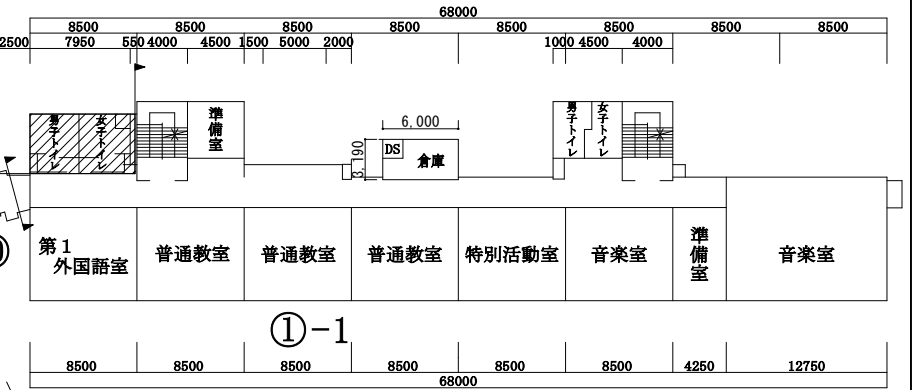 68000
8500 8500 8500 8500 8500 8500 8500 8500
2500 7950 550 4000 4500 1500 5000 2000 1000 4500 4000
男子トイレ 女子トイレ 準備室 男子トイレ 女子トイレ
6,000
3,190
DS 倉庫
第1
外国語室 普通教室 普通教室 普通教室 特別活動室 音楽室 準備室 音楽室
①-1
8500 8500 8500 8500 8500 8500 4250 12750
68000